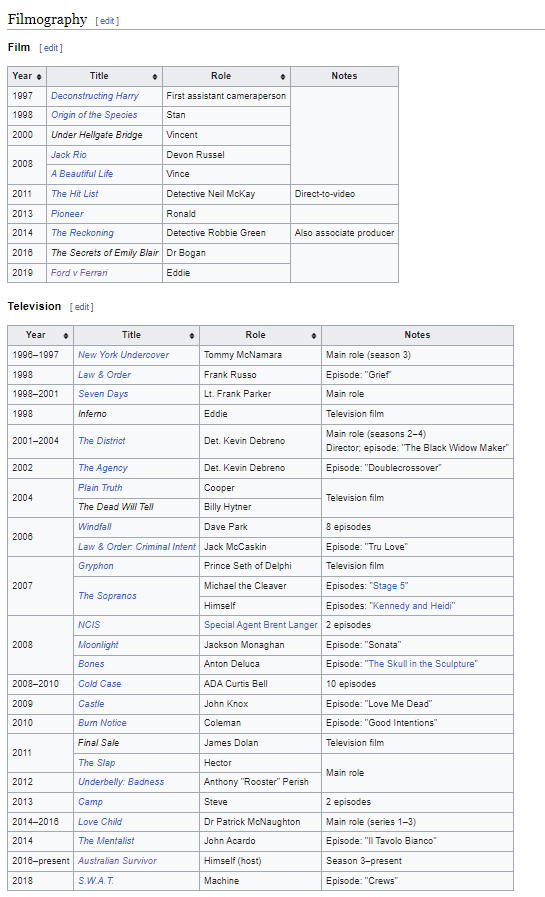 Filmography [ edit ]
Film [ edit ]
Year Title Role Notes
1997 Deconstructing Harry First assistant cameraperson
1998 Origin of the Species Stan
2000 Under Hellgate Bridge Vincent
2008 Jack Rio Devon Russel
A Beautiful Life Vince
2011 The Hit List Detective Neil McKay Direct-to-video
2013 Pioneer Ronald
2014 The Reckoning Detective Robbie Green Also associate producer
2016 The Secrets of Emily Blair Dr Bogan
2019 Ford v Ferrari Eddie
Television [ edit ]
Year Title Role Notes
1996–1997 New York Undercover Tommy McNamara Main role (season 3)
1998 Law & Order Frank Russo Episode: "Grief"
1998–2001 Seven Days Lt. Frank Parker Main role
1998 Inferno Eddie Television film
2001–2004 The District Det. Kevin Debreno Main role (seasons 2–4)
Director; episode: "The Black Widow Maker"
2002 The Agency Det. Kevin Debreno Episode: "Doublecrossover"
2004 Plain Truth Cooper Television film
The Dead Will Tell Billy Hytner
2006 Windfall Dave Park 8 episodes
Law & Order: Criminal Intent Jack McCaskin Episode: "Tru Love"
2007 Gryphon Prince Seth of Delphi Television film
The Sopranos Michael the Cleaver Episodes: "Stage 5"
Himself Episodes: "Kennedy and Heidi"
2008 NCIS Special Agent Brent Langer 2 episodes
Moonlight Jackson Monaghan Episode: "Sonata"
Bones Anton Deluca Episode: "The Skull in the Sculpture"
2008–2010 Cold Case ADA Curtis Bell 10 episodes
2009 Castle John Knox Episode: "Love Me Dead"
2010 Burn Notice Coleman Episode: "Good Intentions"
2011 Final Sale James Dolan Television film
The Slap Hector Main role
2012 Underbelly: Badness Anthony "Rooster" Perish
2013 Camp Steve 2 episodes
2014–2016 Love Child Dr Patrick McNaughton Main role (series 1–3)
2014 The Mentalist John Acardo Episode: "Il Tavolo Bianco"
2016–present Australian Survivor Himself (host) Season 3–present
2018 S.W.A.T. Machine Episode: "Crews"